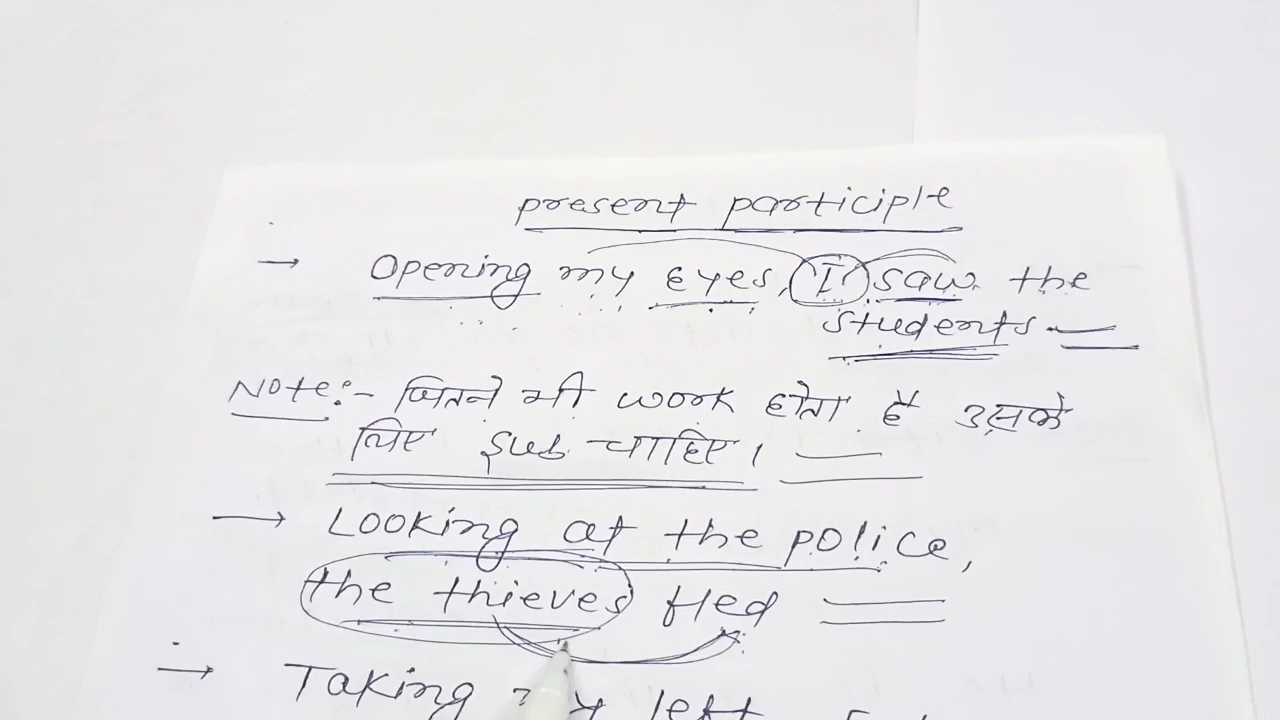 present participle
→ Opening my eyes, I saw the
students.
Note:- जितने भी work होता है उसके
लिए sub चाहिए।
→ Looking at the police,
the thieves fled
→ Taking left